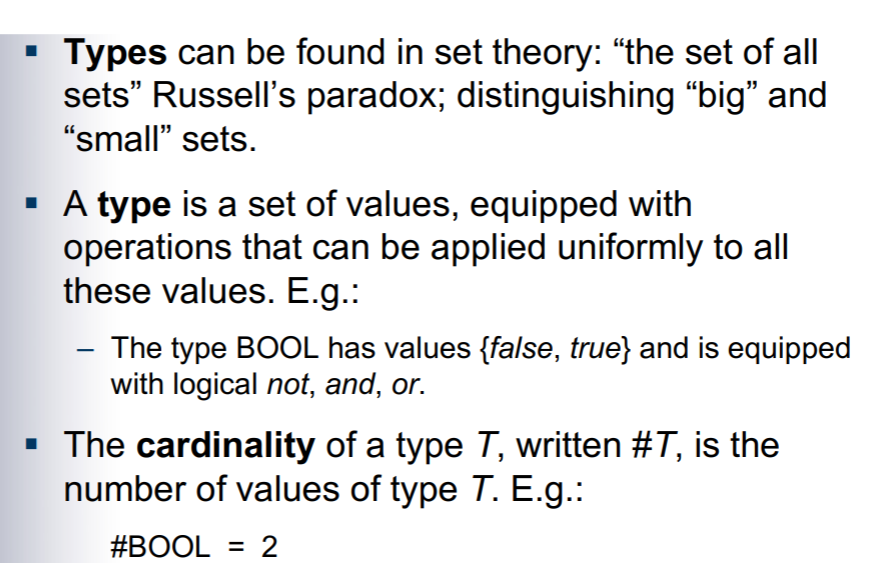 ▪ Types can be found in set theory: “the set of all
sets” Russell’s paradox; distinguishing “big” and
“small” sets.
▪ A type is a set of values, equipped with
operations that can be applied uniformly to all
these values. E.g.:
– The type BOOL has values {false, true} and is equipped
with logical not, and, or.
▪ The cardinality of a type T, written #T, is the
number of values of type T. E.g.:
#BOOL = 2